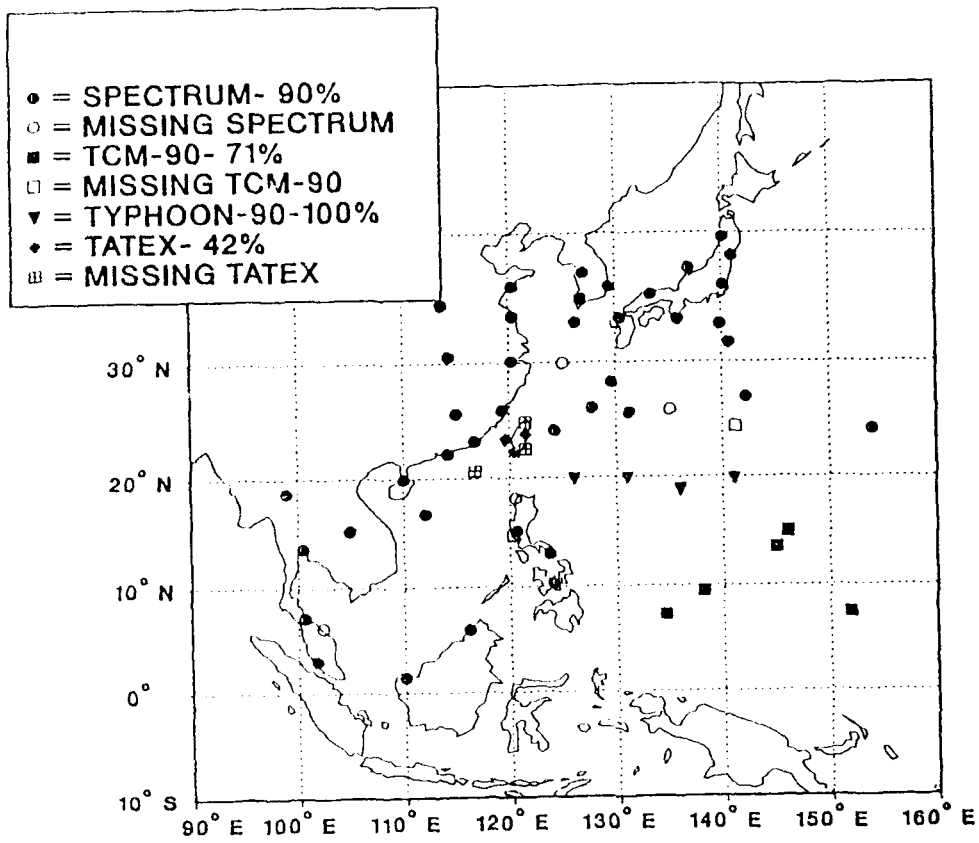 ● = SPECTRUM- 90%
○ = MISSING SPECTRUM
■ = TCM-90- 71%
□ = MISSING TCM-90
▼ = TYPHOON-90-100%
◆ = TATEX- 42%
⊞ = MISSING TATEX
30° N
20° N
10° N
0°
10° S
90° E 100° E 110° E 120° E 130° E 140° E 150° E 160° E